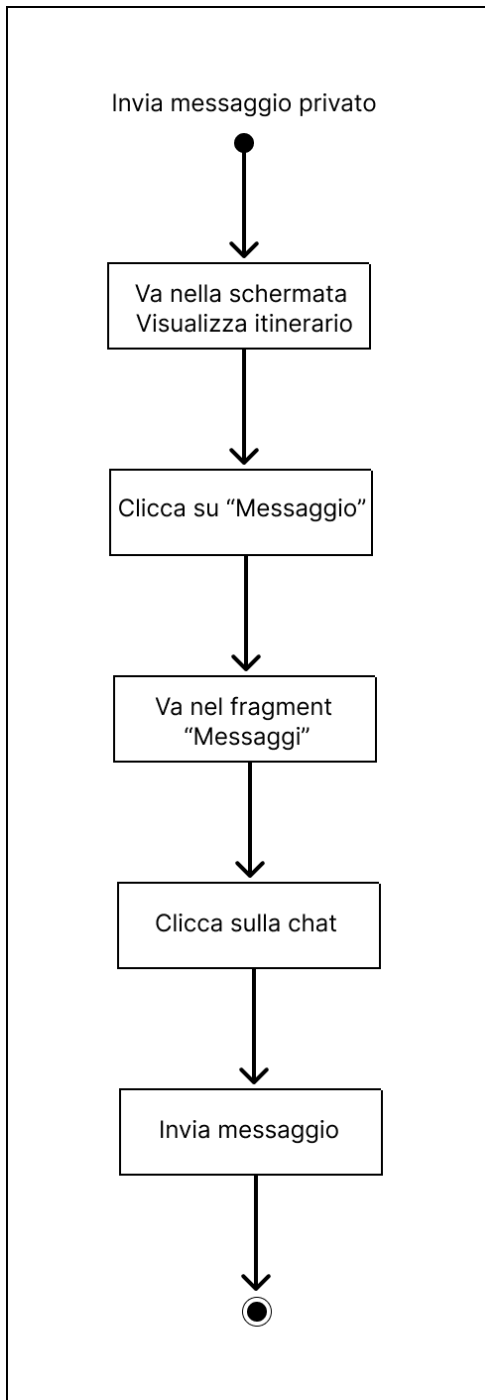 Invia messaggio privato
Va nella schermata
Visualizza itinerario
Clicca su “Messaggio”
Va nel fragment
“Messaggi”
Clicca sulla chat
Invia messaggio